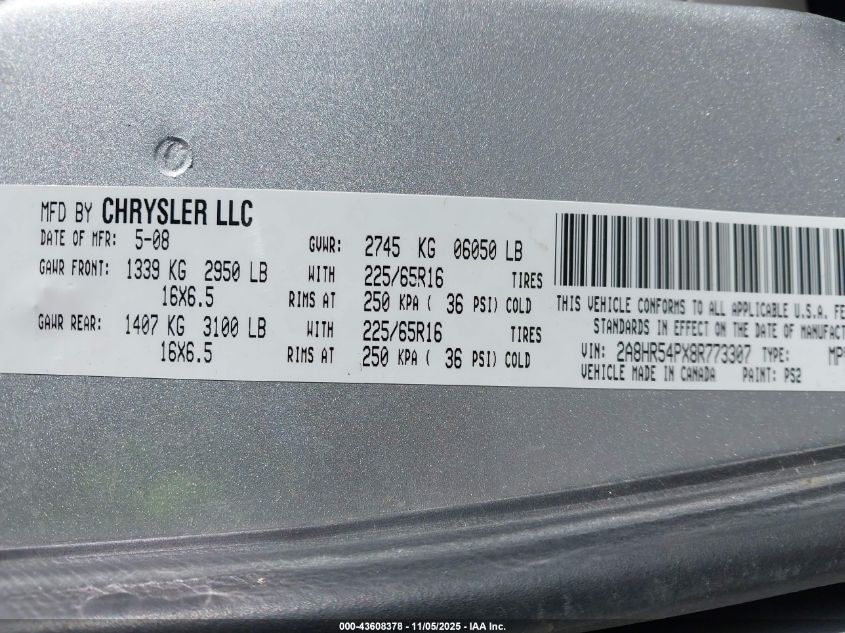 MFD BY CHRYSLER LLC
DATE OF MFR: 5-08 GVWR: 2745 KG 06050 LB
GAWR FRONT: 1339 KG 2950 LB WITH 225/65R16 TIRES
16X6.5 RIMS AT 250 KPA ( 36 PSI) COLD
GAWR REAR: 1407 KG 3100 LB WITH 225/65R16 TIRES
16X6.5 RIMS AT 250 KPA ( 36 PSI) COLD
THIS VEHICLE CONFORMS TO ALL APPLICABLE U.S.A. FE
STANDARDS IN EFFECT ON THE DATE OF MANUFACT
VIN: 2A8HR54PX8R773307 TYPE: MP
VEHICLE MADE IN CANADA PAINT: PS2
000-43608378 - 11/05/2025 - IAA Inc.